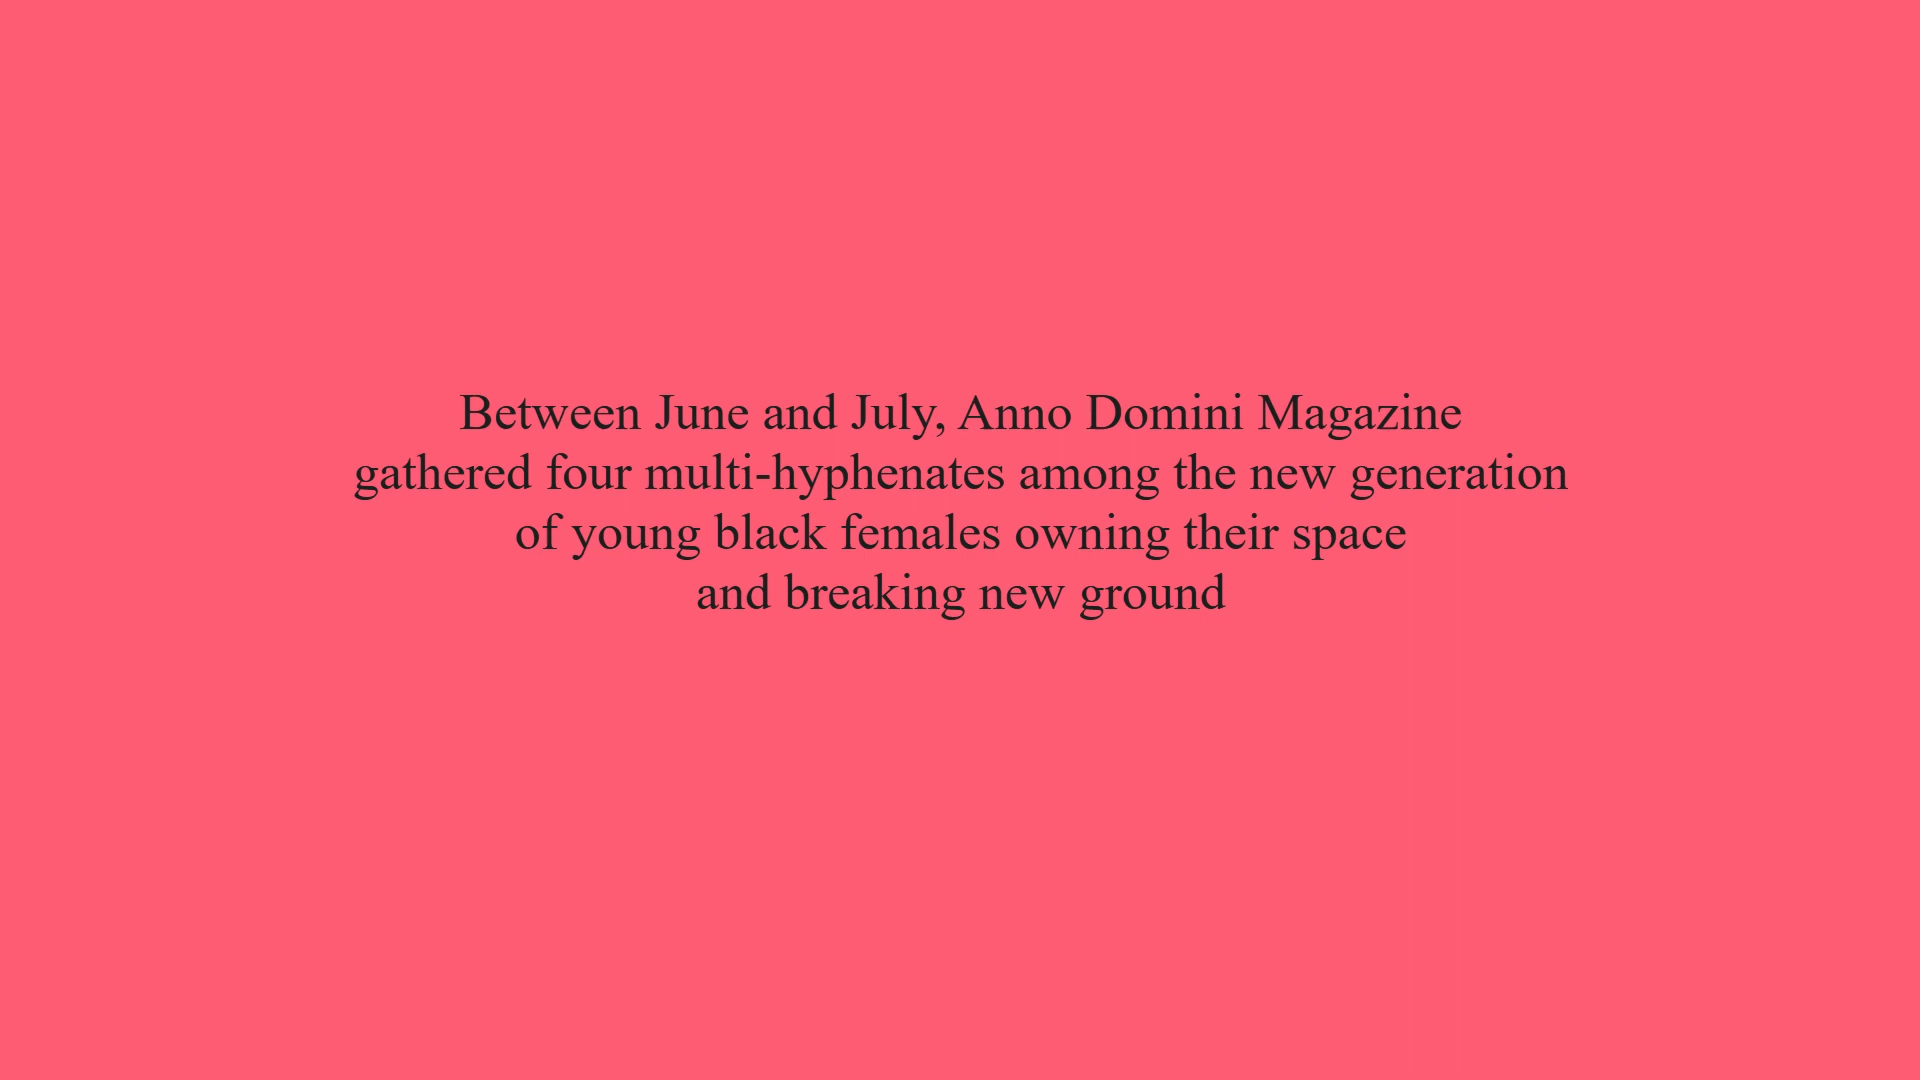 Between June and July, Anno Domini Magazine
gathered four multi-hyphenates among the new generation
of young black females owning their space
and breaking new ground